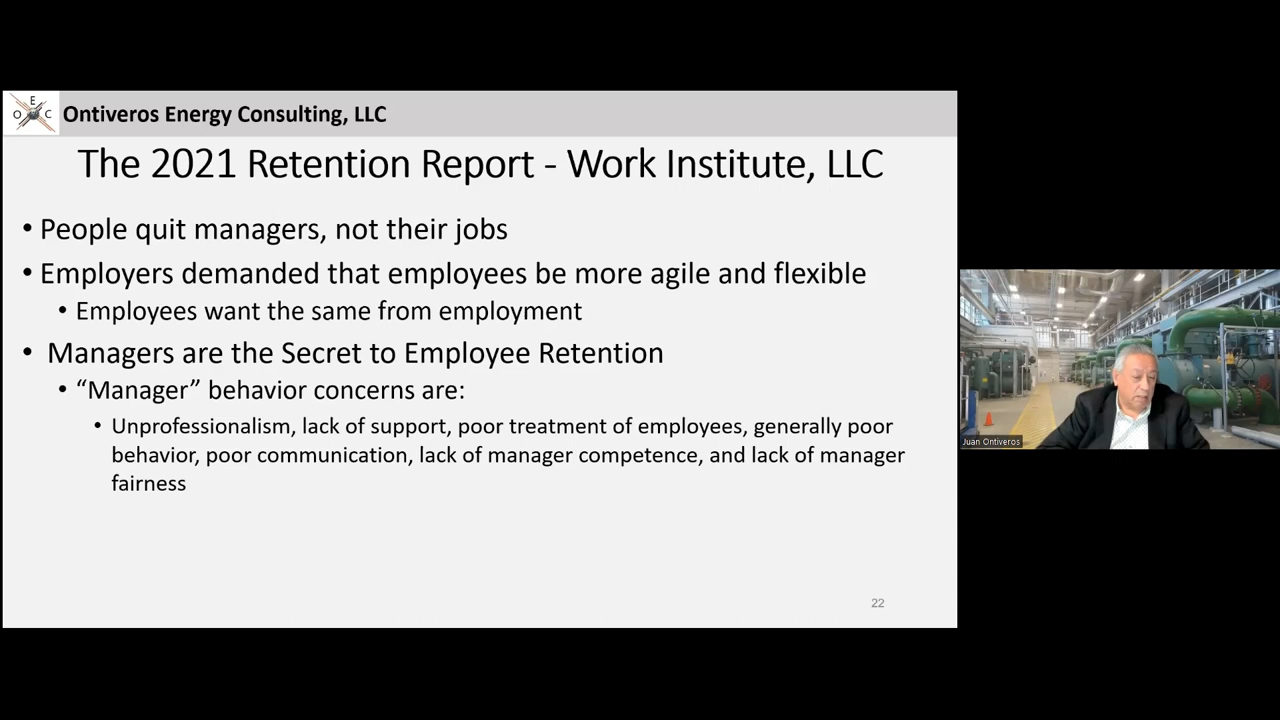 E
O C
Ontiveros Energy Consulting, LLC
The 2021 Retention Report - Work Institute, LLC
• People quit managers, not their jobs
• Employers demanded that employees be more agile and flexible
• Employees want the same from employment
• Managers are the Secret to Employee Retention
• “Manager” behavior concerns are:
• Unprofessionalism, lack of support, poor treatment of employees, generally poor
behavior, poor communication, lack of manager competence, and lack of manager
fairness
22
Juan Ontiveros